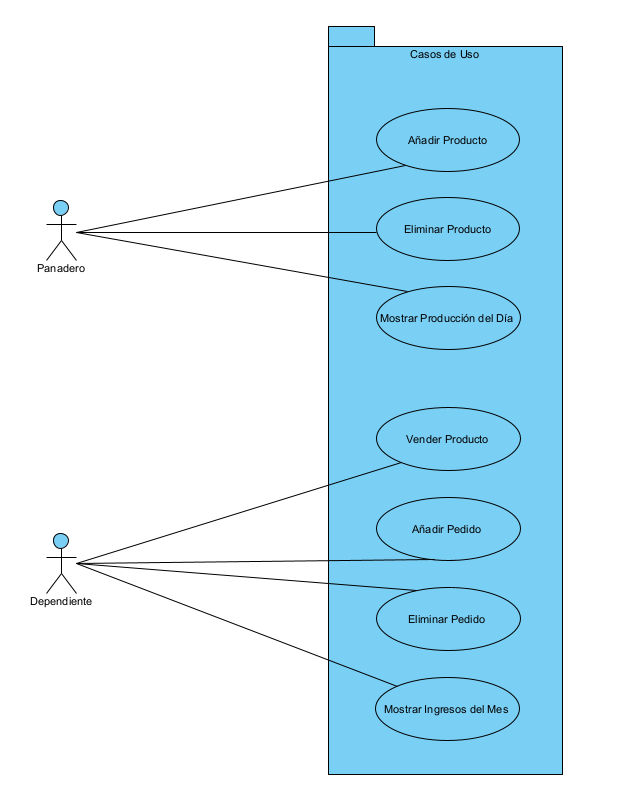 Casos de Uso
Añadir Producto
Eliminar Producto
Panadero
Mostrar Producción del Día
Vender Producto
Añadir Pedido
Dependiente
Eliminar Pedido
Mostrar Ingresos del Mes